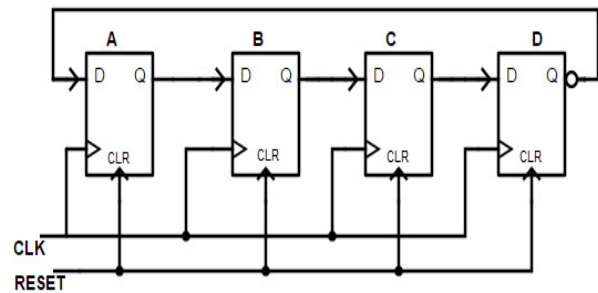 A B C D
D Q D Q D Q D Q
CLR CLR CLR CLR
CLK
RESET